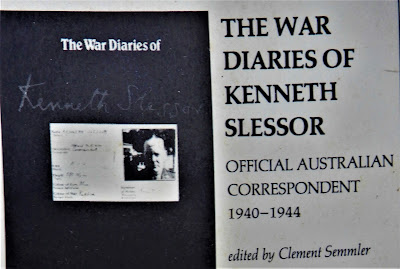 The War Diaries of
Kenneth Slessor
THE WAR
DIARIES OF
KENNETH
SLESSOR
OFFICIAL AUSTRALIAN
CORRESPONDENT
1940–1944
edited by Clement Semmler